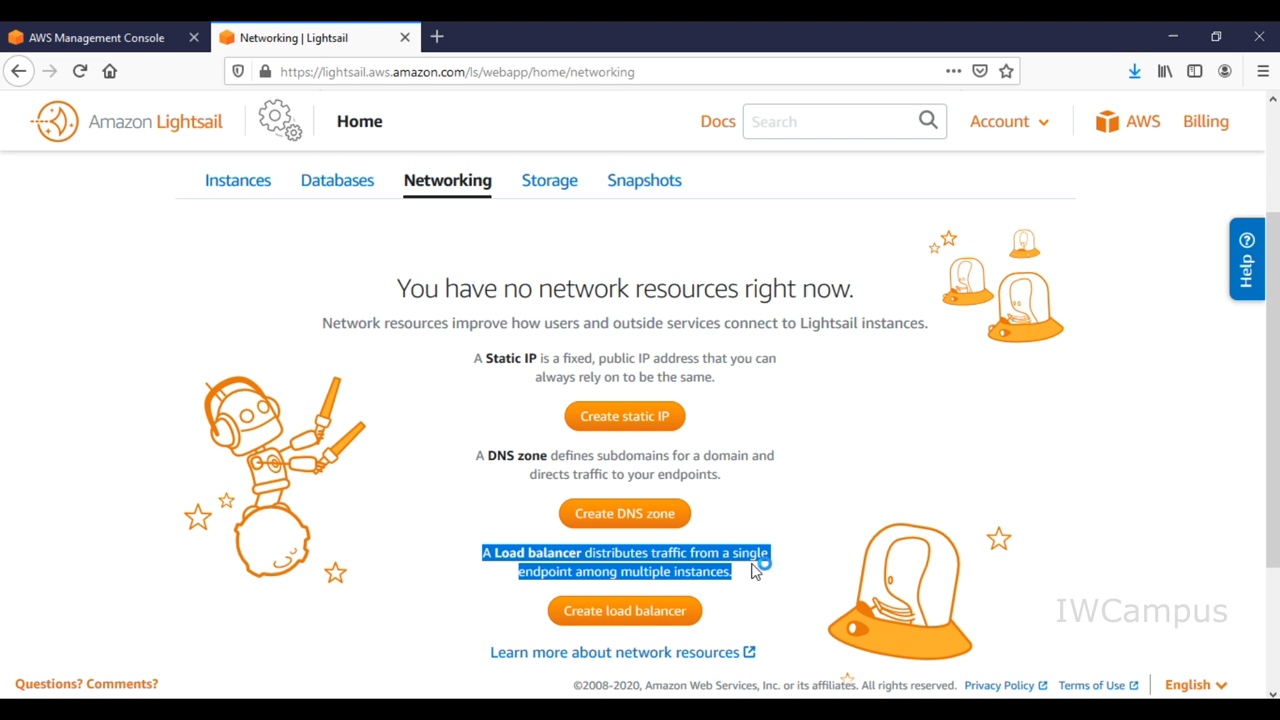 AWS Management Console
Networking | Lightsail
https://lightsail.aws.amazon.com/ls/webapp/home/networking
Amazon Lightsail
Home
Docs
Search
Account
AWS
Billing
Instances
Databases
Networking
Storage
Snapshots
Help
You have no network resources right now.
Network resources improve how users and outside services connect to Lightsail instances.
A Static IP is a fixed, public IP address that you can
always rely on to be the same.
Create static IP
A DNS zone defines subdomains for a domain and
directs traffic to your endpoints.
Create DNS zone
A Load balancer distributes traffic from a single
endpoint among multiple instances.
Create load balancer
IWCampus
Learn more about network resources
Questions? Comments?
©2008-2020, Amazon Web Services, Inc. or its affiliates. All rights reserved.
Privacy Policy
Terms of Use
English